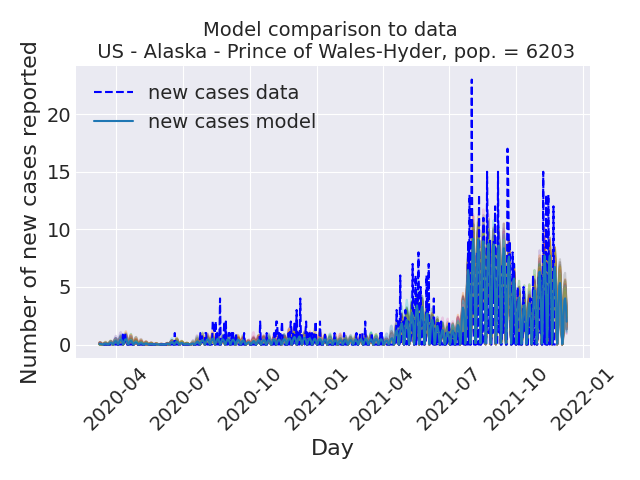 Model comparison to data
US - Alaska - Prince of Wales-Hyder, pop. = 6203
Number of new cases reported
new cases data
new cases model
20
15
10
5
0
2020-04
2020-07
2020-10
2021-01
2021-04
2021-07
2021-10
2022-01
Day